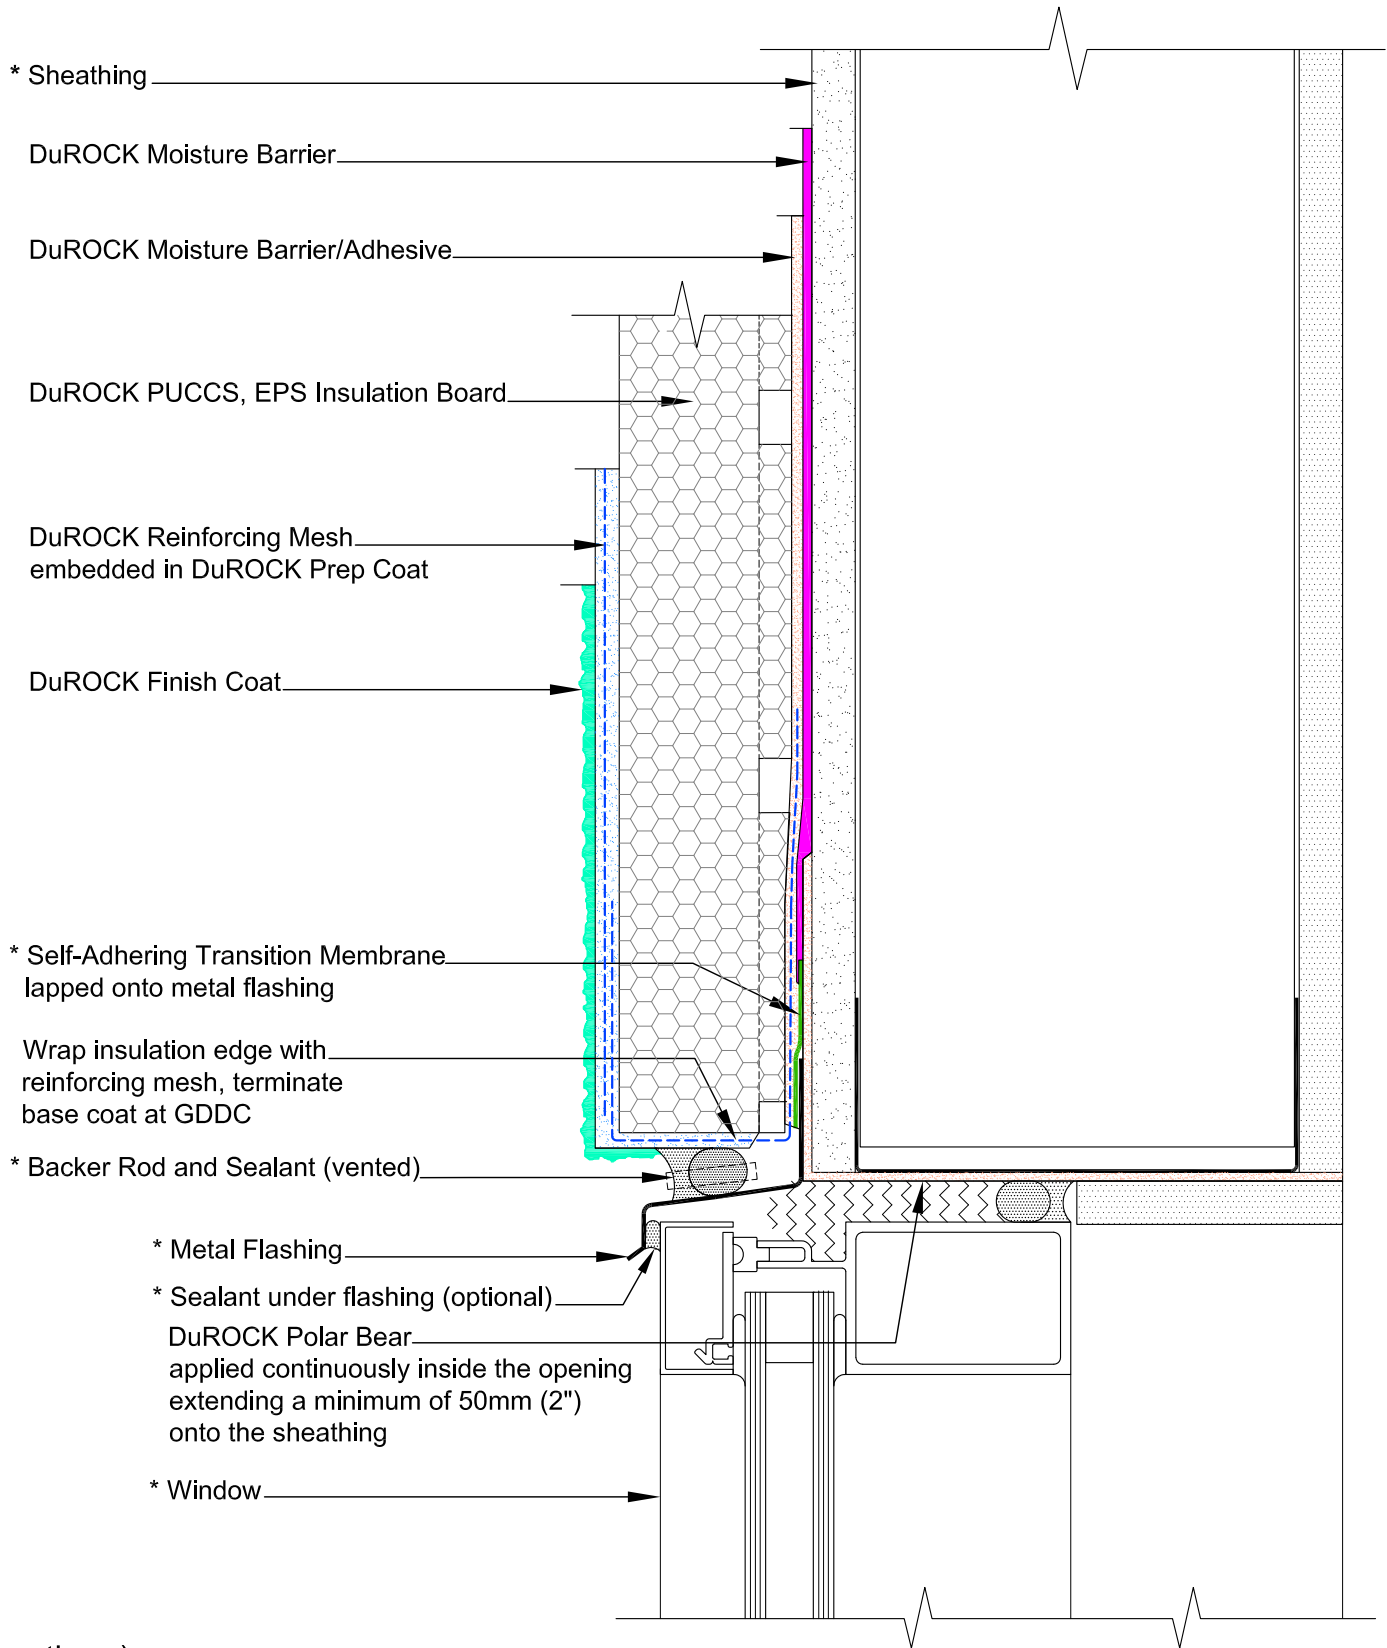 * Sheathing
DuROCK Moisture Barrier
DuROCK Moisture Barrier/Adhesive
DuROCK PUCCS, EPS Insulation Board
DuROCK Reinforcing Mesh
embedded in DuROCK Prep Coat
DuROCK Finish Coat
* Self-Adhering Transition Membrane
lapped onto metal flashing
Wrap insulation edge with
reinforcing mesh, terminate
base coat at GDDC
* Backer Rod and Sealant (vented)
* Metal Flashing
* Sealant under flashing (optional)
DuROCK Polar Bear
applied continuously inside the opening
extending a minimum of 50mm (2")
onto the sheathing
* Window